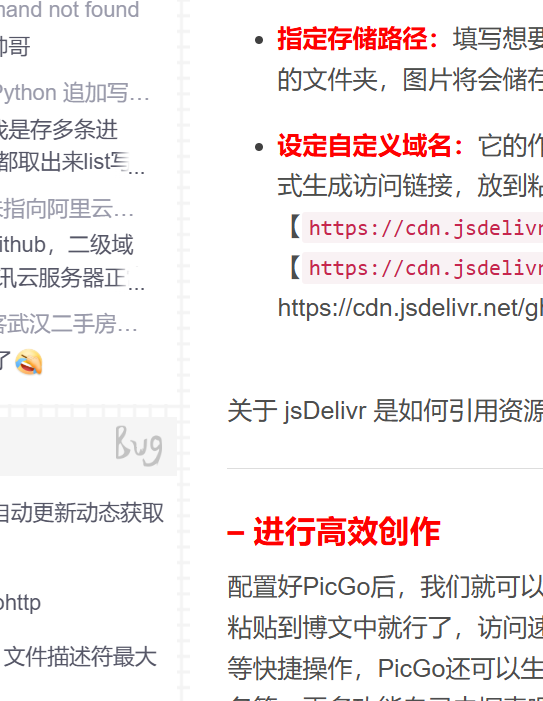 mand not found
帅哥
Python 追加写…
我是存多条进
都取出来list写...
未指向阿里云…
ithub，二级域
讯云服务器正...
客武汉二手房…
了🤣
Bug
自动更新动态获取
ohttp
文件描述符最大
指定存储路径：填写想要
的文件夹，图片将会储存
设定自定义域名：它的作
式生成访问链接，放到粘
【https://cdn.jsdelivr
【https://cdn.jsdelivr
https://cdn.jsdelivr.net/gh
关于 jsDelivr 是如何引用资源
– 进行高效创作
配置好PicGo后，我们就可以
粘贴到博文中就行了，访问速
等快捷操作，PicGo还可以生